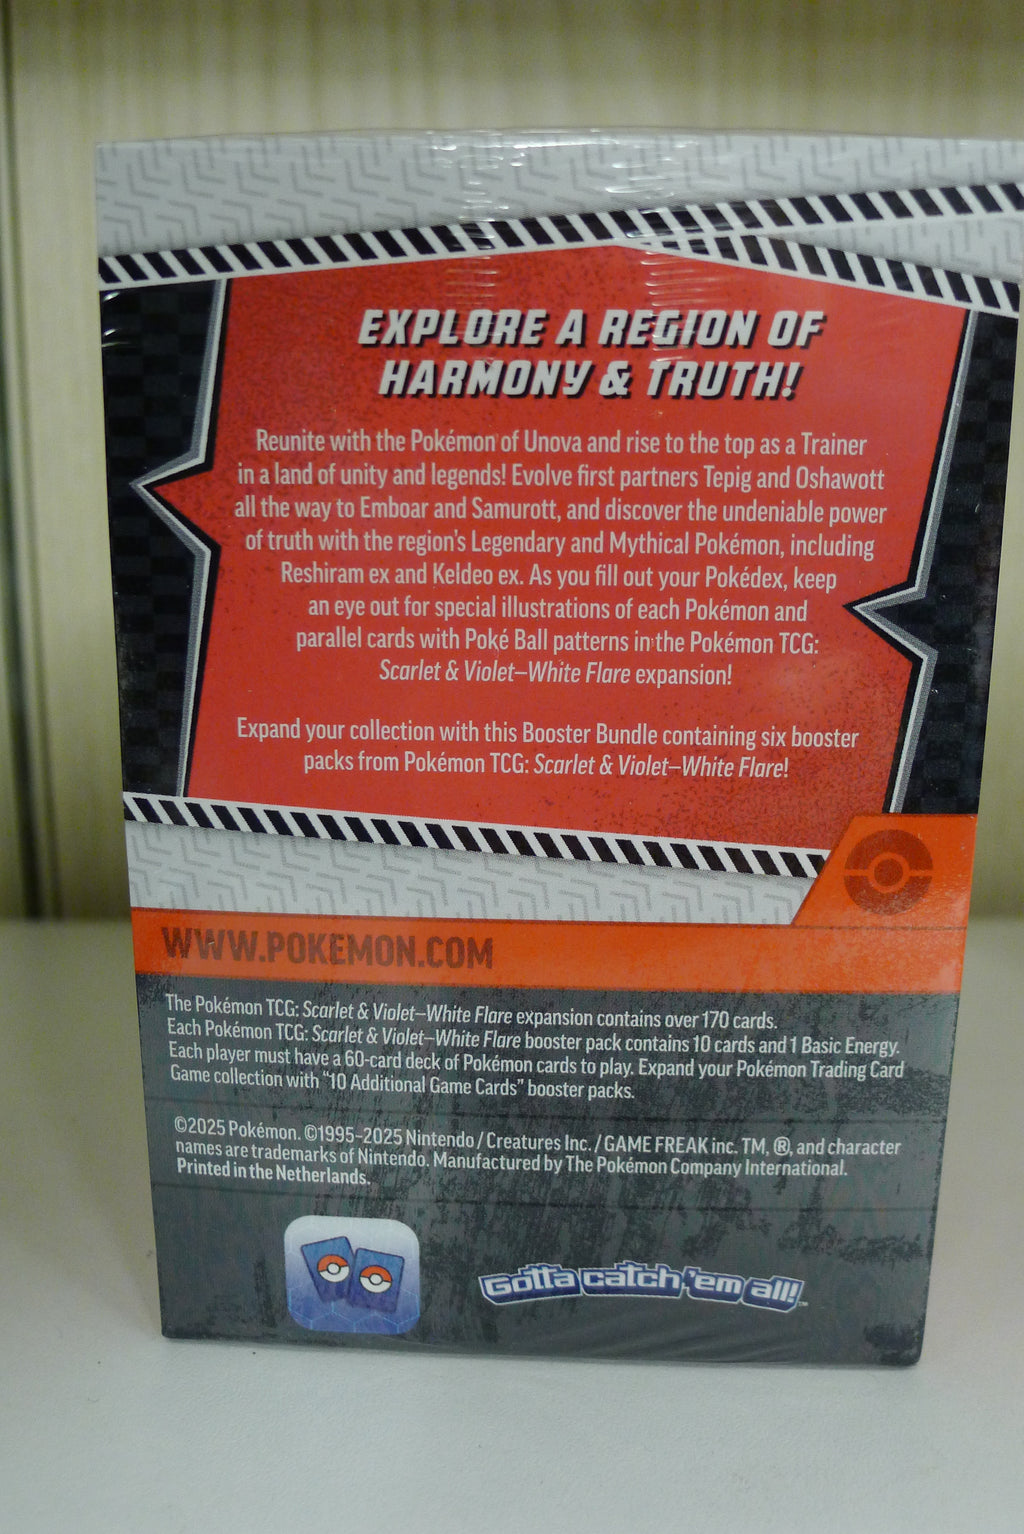 EXPLORE A REGION OF
HARMONY & TRUTH!
Reunite with the Pokémon of Unova and rise to the top as a Trainer
in a land of unity and legends! Evolve first partners Tepig and Oshawott
all the way to Emboar and Samurott, and discover the undeniable power
of truth with the region's Legendary and Mythical Pokémon, including
Reshiram ex and Keldeo ex. As you fill out your Pokédex, keep
an eye out for special illustrations of each Pokémon and
parallel cards with Poké Ball patterns in the Pokémon TCG:
Scarlet & Violet—White Flare expansion!
Expand your collection with this Booster Bundle containing six booster
packs from Pokémon TCG: Scarlet & Violet—White Flare!
WWW.POKEMON.COM
The Pokémon TCG: Scarlet & Violet—White Flare expansion contains over 170 cards.
Each Pokémon TCG: Scarlet & Violet—White Flare booster pack contains 10 cards and 1 Basic Energy.
Each player must have a 60-card deck of Pokémon cards to play. Expand your Pokémon Trading Card
Game collection with "10 Additional Game Cards" booster packs.
©2025 Pokémon. ©1995–2025 Nintendo / Creatures Inc. / GAME FREAK inc. TM, ®, and character
names are trademarks of Nintendo. Manufactured by The Pokémon Company International.
Printed in the Netherlands.
Gotta catch 'em all!™